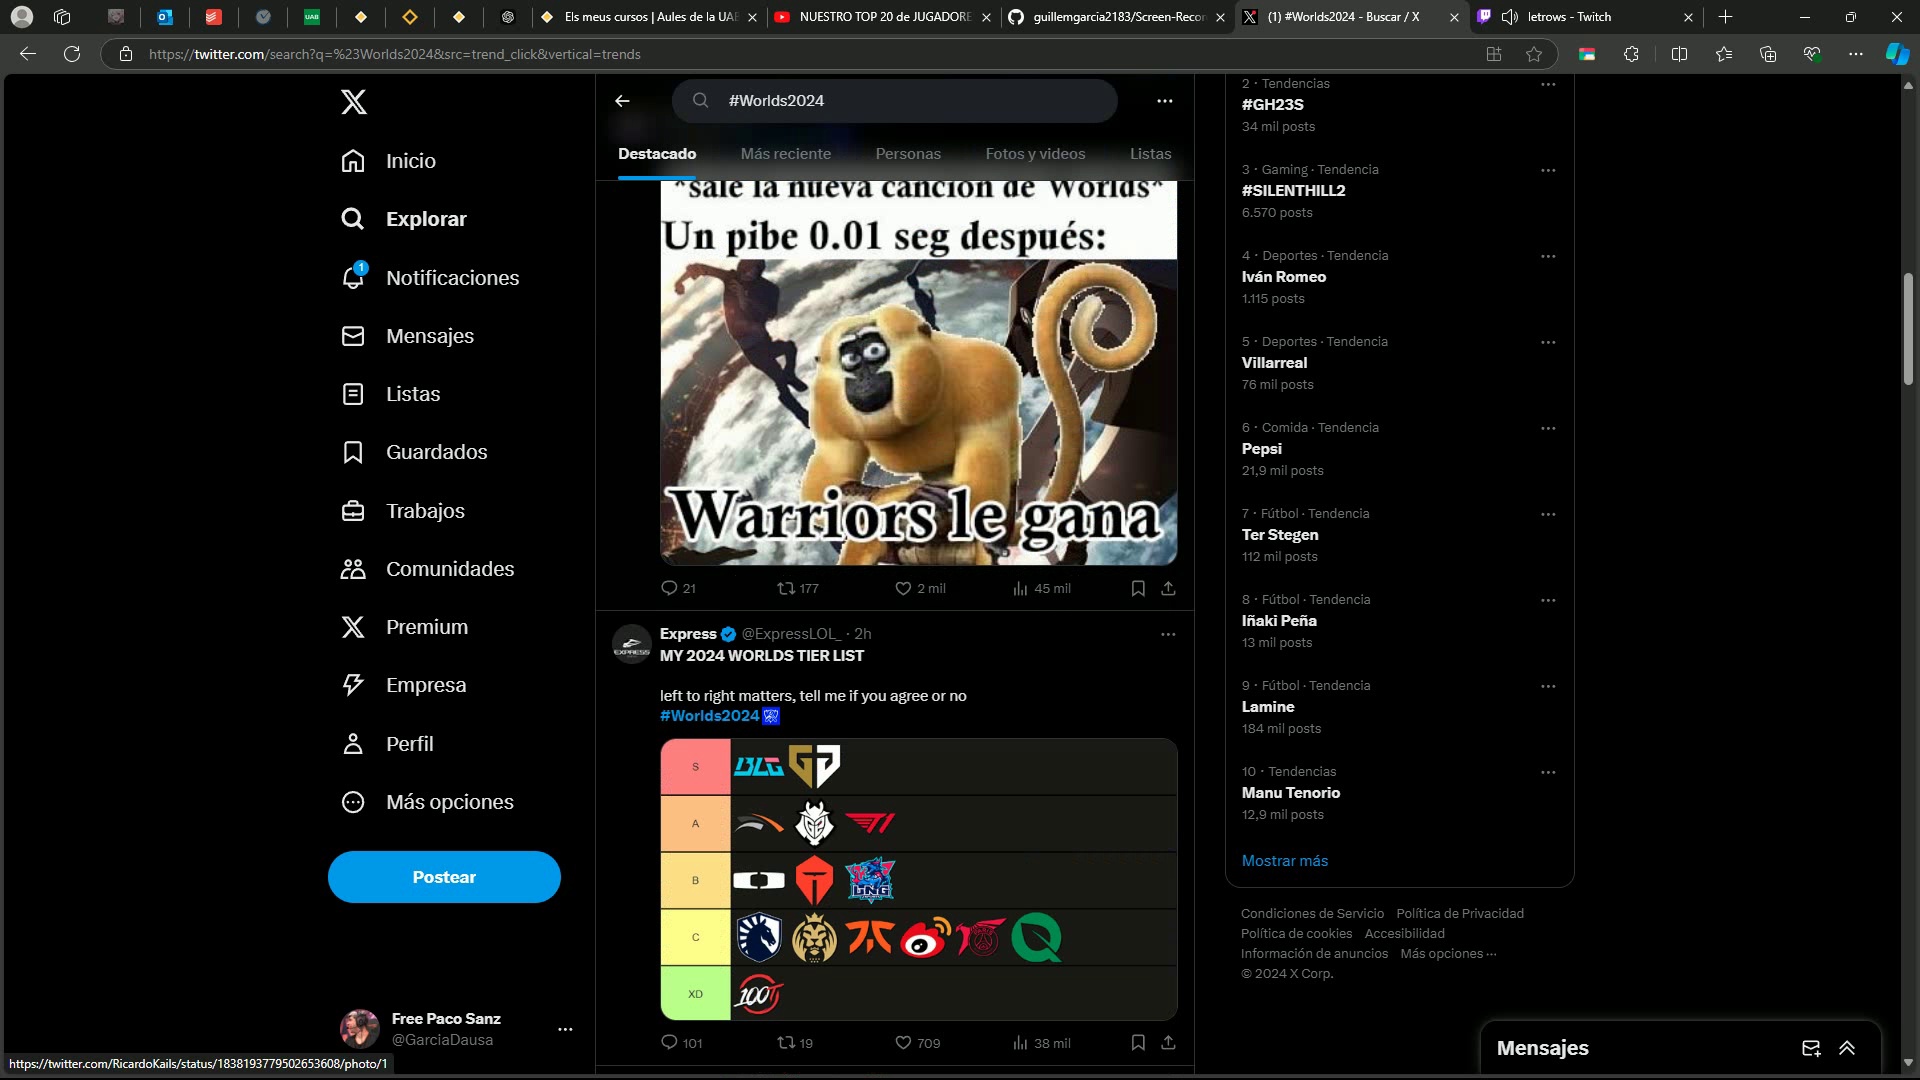 Els meus cursos | Aules de la UA
NUESTRO TOP 20 de JUGADORE
guillemgarcia2183/Screen-Recor
(1) #Worlds2024 - Buscar / X
letrows - Twitch
https://twitter.com/search?q=%23Worlds2024&src=trend_click&vertical=trends
Inicio
Explorar
1
Notificaciones
Mensajes
Listas
Guardados
Trabajos
Comunidades
Premium
Empresa
Perfil
Más opciones
Postear
Free Paco Sanz
@GarciaDausa
https://twitter.com/RicardoKails/status/1838193779502653608/photo/1
#Worlds2024
Destacado
Más reciente
Personas
Fotos y videos
Listas
*sale la nueva canción de Worlds*
Un pibe 0.01 seg después:
Warriors le gana
21
177
2 mil
45 mil
Express @ExpressLOL_ · 2h
MY 2024 WORLDS TIER LIST
left to right matters, tell me if you agree or no
#Worlds2024
S
BLG
A
T1
B
LNG
C
XD
100T
101
19
709
38 mil
2 · Tendencias
#GH23S
34 mil posts
3 · Gaming · Tendencia
#SILENTHILL2
6.570 posts
4 · Deportes · Tendencia
Iván Romeo
1.115 posts
5 · Deportes · Tendencia
Villarreal
76 mil posts
6 · Comida · Tendencia
Pepsi
21,9 mil posts
7 · Fútbol · Tendencia
Ter Stegen
112 mil posts
8 · Fútbol · Tendencia
Iñaki Peña
13 mil posts
9 · Fútbol · Tendencia
Lamine
184 mil posts
10 · Tendencias
Manu Tenorio
12,9 mil posts
Mostrar más
Condiciones de Servicio Política de Privacidad
Política de cookies Accesibilidad
Información de anuncios Más opciones ···
© 2024 X Corp.
Mensajes